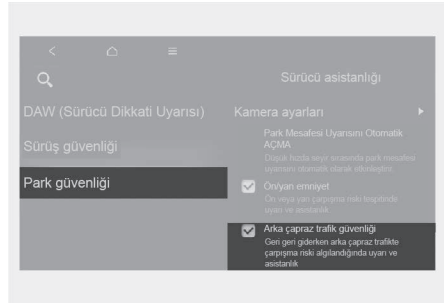 Sürücü asistanlığı
DAW (Sürücü Dikkati Uyarısı)
Sürüş güvenliği
Park güvenliği
Kamera ayarları
Park Mesafesi Uyarısını Otomatik
AÇMA
Düşük hızda seyir sırasında park mesafesi
uyarısını otomatik olarak etkinleştirir.
Ön/yan emniyet
Ön veya yan çarpışma riski tespitinde
uyarı ve asistanlık
Arka çapraz trafik güvenliği
Geri geri giderken arka çapraz trafikte
çarpışma riski algılandığında uyarı ve
asistanlık